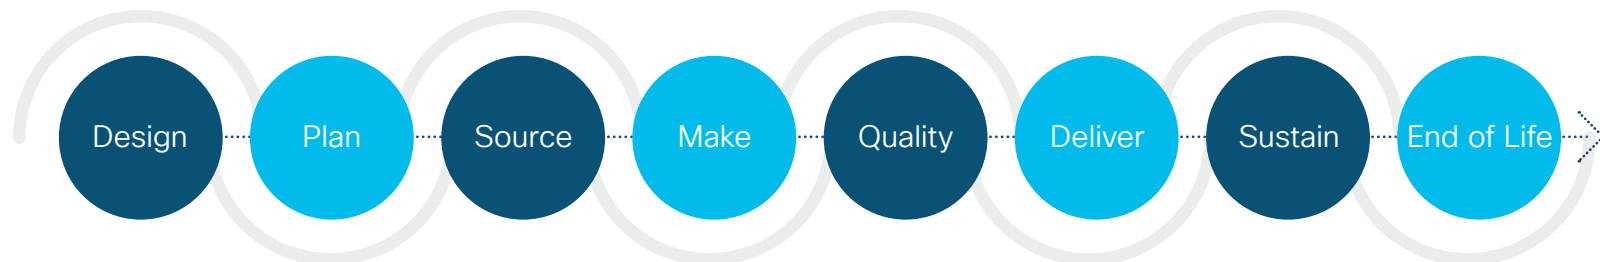 Design
Plan
Source
Make
Quality
Deliver
Sustain
End of Life